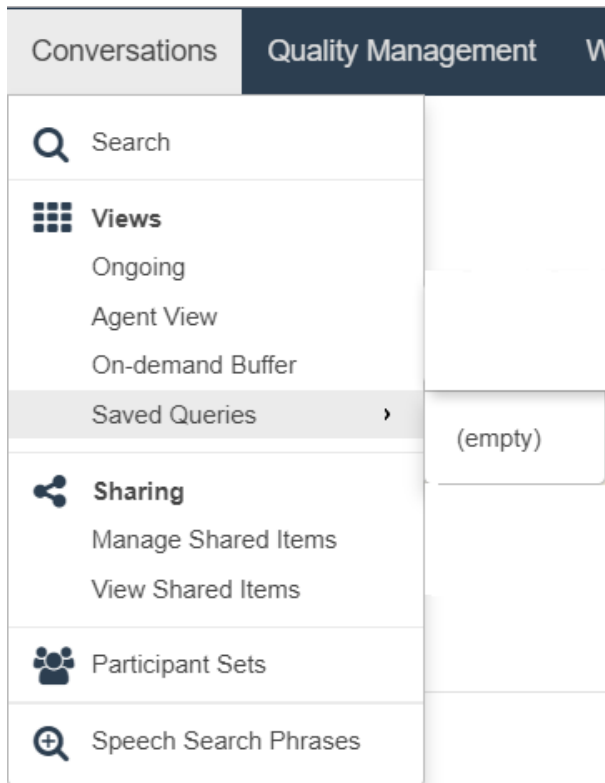 Conversations Quality Management W
Search
Views
Ongoing
Agent View
On-demand Buffer
Saved Queries ›
(empty)
Sharing
Manage Shared Items
View Shared Items
Participant Sets
Speech Search Phrases